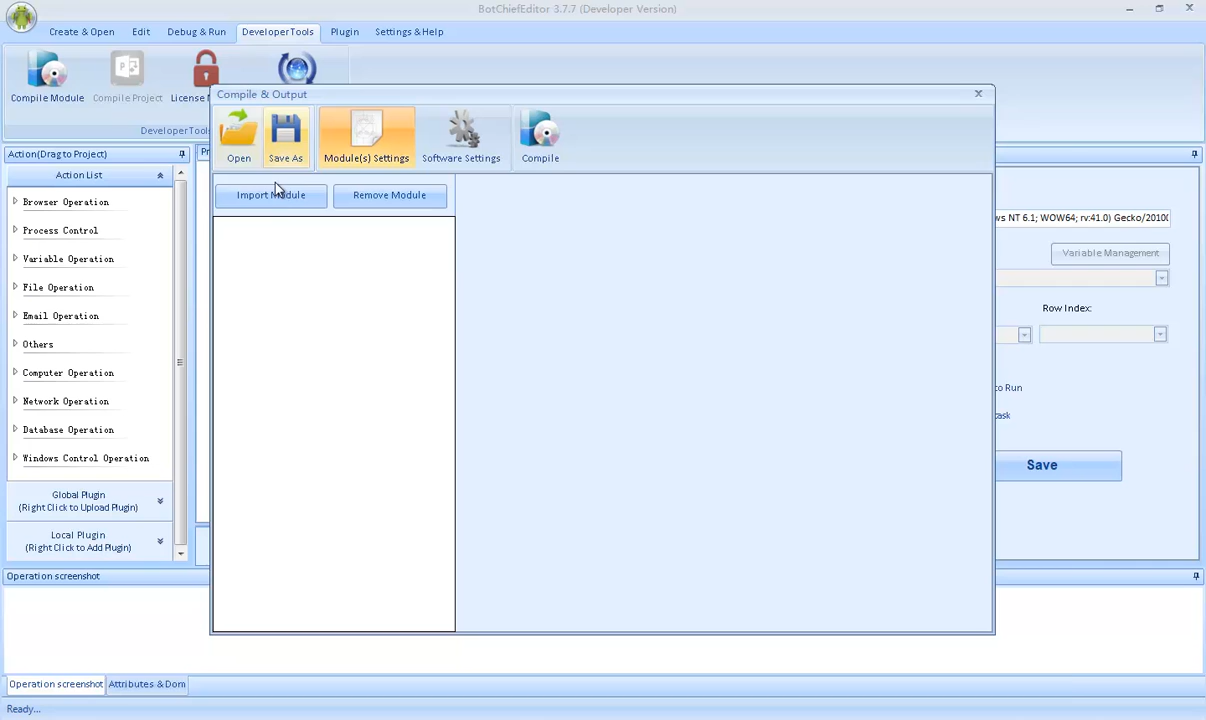 BotChiefEditor 3.7.7 (Developer Version)
Create & Open
Edit
Debug & Run
DeveloperTools
Plugin
Settings & Help
Compile Module
Compile Project
License
DeveloperTools
Compile & Output
Open
Save As
Module(s) Settings
Software Settings
Compile
Import Module
Remove Module
Action(Drag to Project)
Action List
Browser Operation
Process Control
Variable Operation
File Operation
Email Operation
Others
Computer Operation
Network Operation
Database Operation
Windows Control Operation
Global Plugin
(Right Click to Upload Plugin)
Local Plugin
(Right Click to Add Plugin)
Pr
ws NT 6.1; WOW64; rv:41.0) Gecko/20100
Variable Management
Row Index:
to Run
task
Save
Operation screenshot
Operation screenshot
Attributes & Dom
Ready...